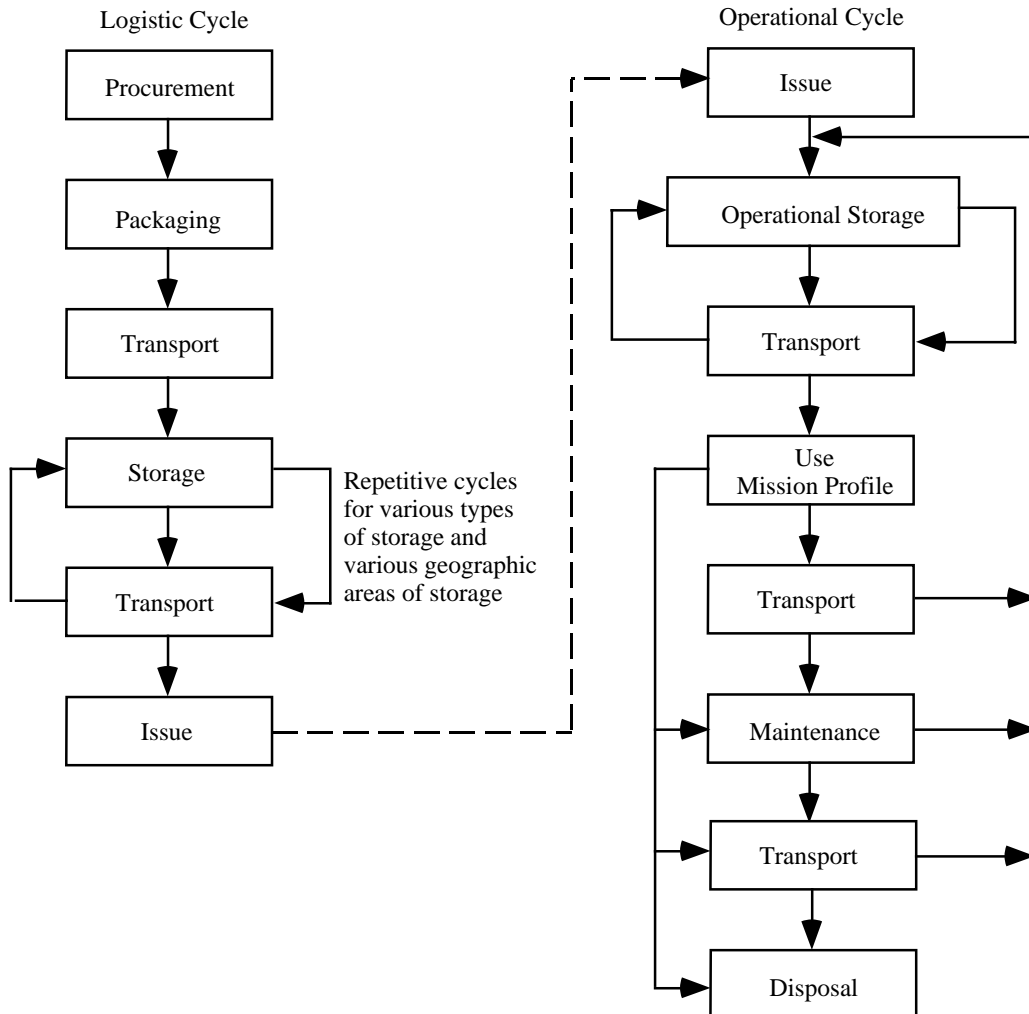 Logistic Cycle
Procurement
Packaging
Transport
Storage
Repetitive cycles
for various types
of storage and
various geographic
areas of storage
Transport
Issue
Operational Cycle
Issue
Operational Storage
Transport
Use
Mission Profile
Transport
Maintenance
Transport
Disposal